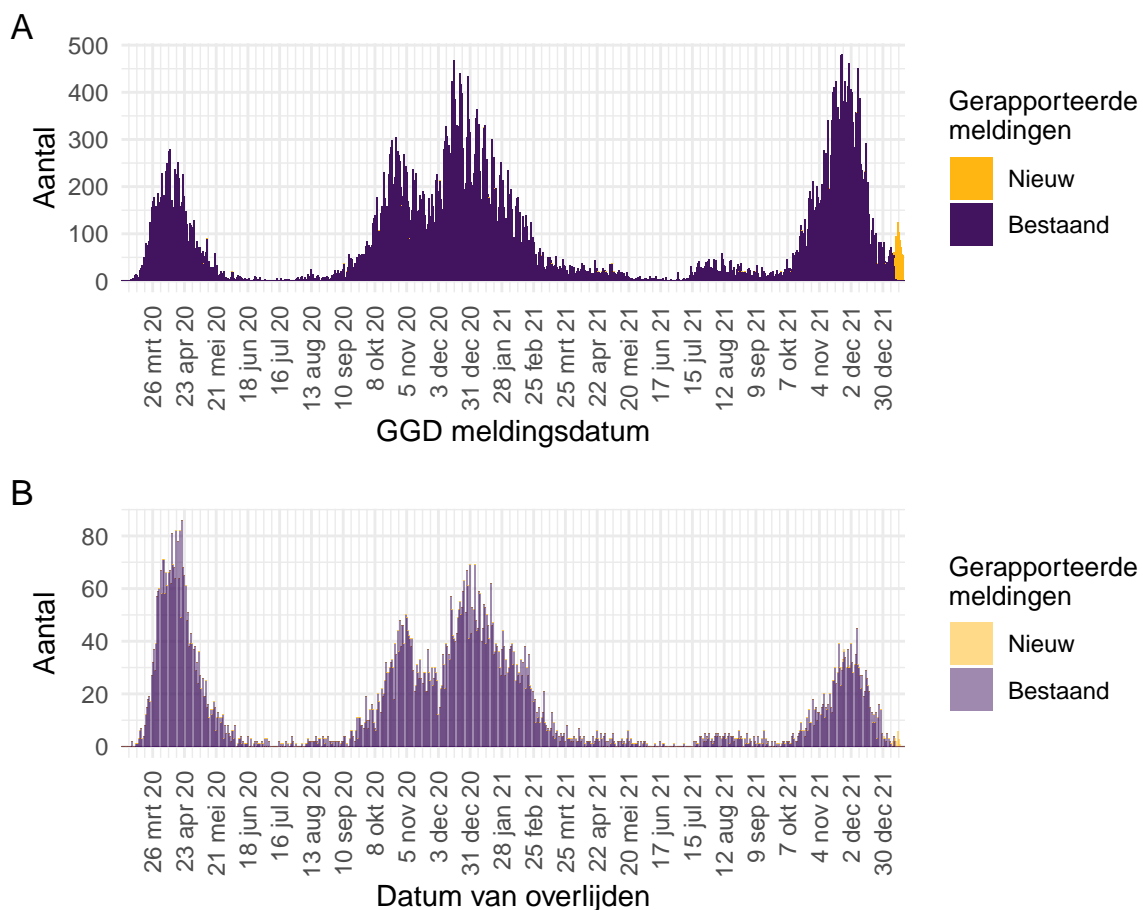 A
500
400
300
200
100
0
Aantal
26 mrt 20
23 apr 20
21 mei 20
18 jun 20
16 jul 20
13 aug 20
10 sep 20
8 okt 20
5 nov 20
3 dec 20
31 dec 20
28 jan 21
25 feb 21
25 mrt 21
22 apr 21
20 mei 21
17 jun 21
15 jul 21
12 aug 21
9 sep 21
7 okt 21
4 nov 21
2 dec 21
30 dec 21
GGD meldingsdatum
Gerapporteerde
meldingen
Nieuw
Bestaand
B
80
60
40
20
0
Aantal
26 mrt 20
23 apr 20
21 mei 20
18 jun 20
16 jul 20
13 aug 20
10 sep 20
8 okt 20
5 nov 20
3 dec 20
31 dec 20
28 jan 21
25 feb 21
25 mrt 21
22 apr 21
20 mei 21
17 jun 21
15 jul 21
12 aug 21
9 sep 21
7 okt 21
4 nov 21
2 dec 21
30 dec 21
Datum van overlijden
Gerapporteerde
meldingen
Nieuw
Bestaand